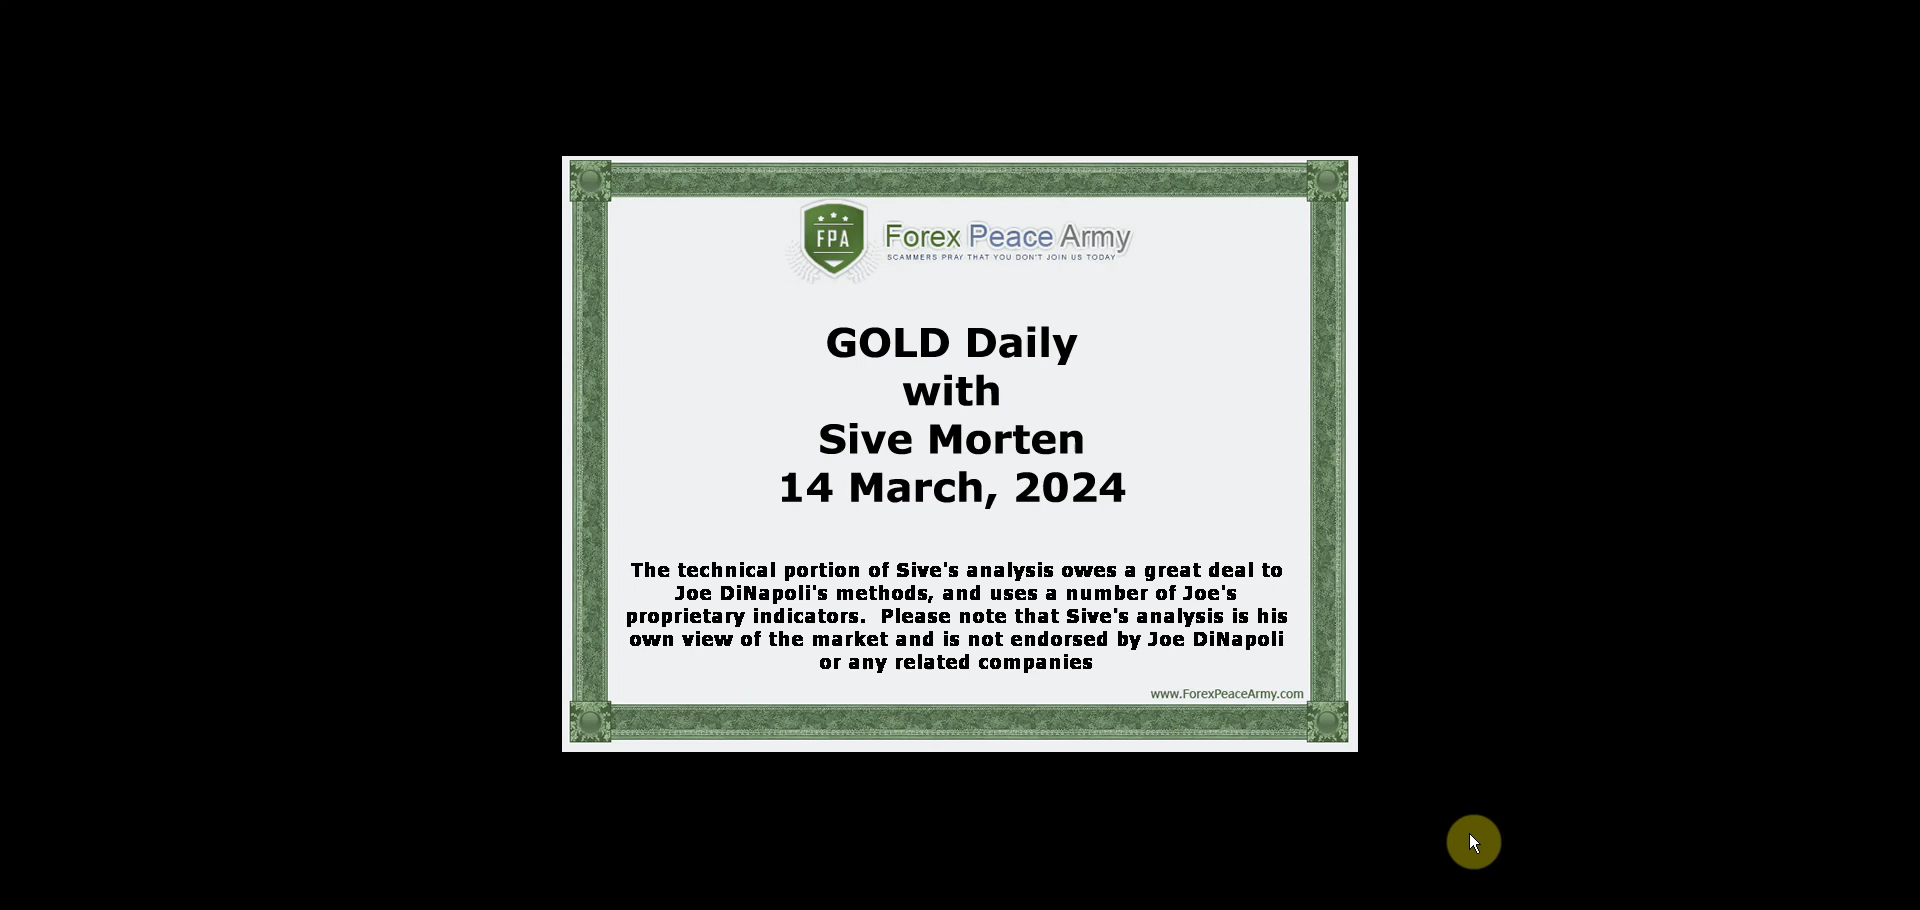 FPA
Forex Peace Army
SCAMMERS PRAY THAT YOU DON'T JOIN US TODAY
GOLD Daily
with
Sive Morten
14 March, 2024
The technical portion of Sive's analysis owes a great deal to
Joe DiNapoli's methods, and uses a number of Joe's
proprietary indicators.  Please note that Sive's analysis is his
own view of the market and is not endorsed by Joe DiNapoli
or any related companies
www.ForexPeaceArmy.com